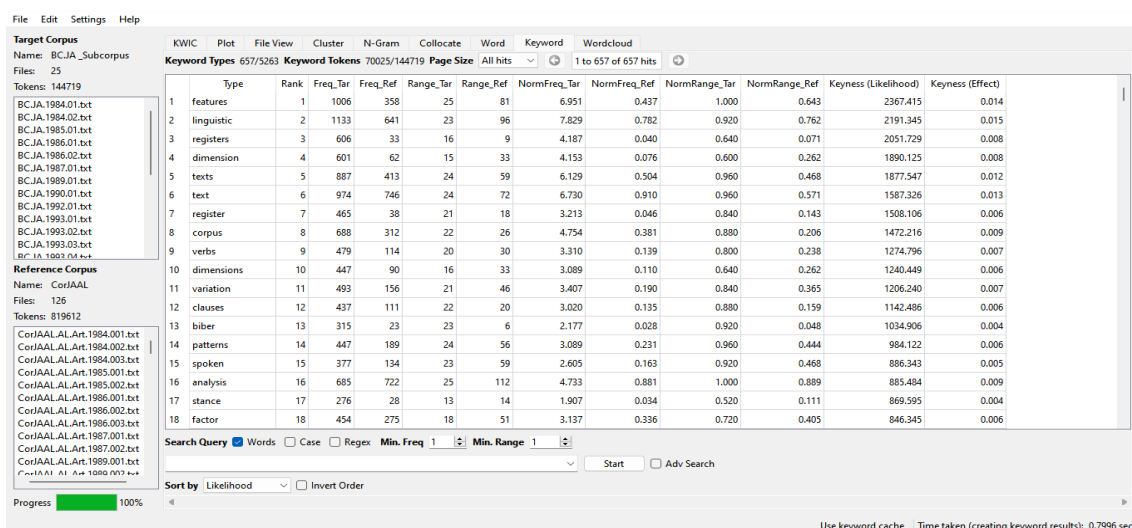 File Edit Settings Help
Target Corpus
Name: BCJA _Subcorpus
Files: 25
Tokens: 144719
BCJA.1984.01.txt
BCJA.1984.02.txt
BCJA.1985.01.txt
BCJA.1986.01.txt
BCJA.1986.02.txt
BCJA.1987.01.txt
BCJA.1989.01.txt
BCJA.1990.01.txt
BCJA.1992.01.txt
BCJA.1993.01.txt
BCJA.1993.02.txt
BCJA.1993.03.txt
BCJA.1993.04.txt
Reference Corpus
Name: CorJAAL
Files: 126
Tokens: 819612
CorJAAL.AL.Art.1984.001.txt
CorJAAL.AL.Art.1984.002.txt
CorJAAL.AL.Art.1984.003.txt
CorJAAL.AL.Art.1985.001.txt
CorJAAL.AL.Art.1985.002.txt
CorJAAL.AL.Art.1986.001.txt
CorJAAL.AL.Art.1986.002.txt
CorJAAL.AL.Art.1986.003.txt
CorJAAL.AL.Art.1987.001.txt
CorJAAL.AL.Art.1987.002.txt
CorJAAL.AL.Art.1989.001.txt
CorJAAL.AL.Art.1989.002.txt
Progress 100%
KWIC Plot File View Cluster N-Gram Collocate Word Keyword Wordcloud
Keyword Types 657/5263 Keyword Tokens 70025/144719 Page Size All hits 1 to 657 of 657 hits
Type Rank Freq_Tar Freq_Ref Range_Tar Range_Ref NormFreq_Tar NormFreq_Ref NormRange_Tar NormRange_Ref Keyness (Likelihood) Keyness (Effect)
1 features 1 1006 358 25 81 6.951 0.437 1.000 0.643 2367.415 0.014
2 linguistic 2 1133 641 23 96 7.829 0.782 0.920 0.762 2191.345 0.015
3 registers 3 606 33 16 9 4.187 0.040 0.640 0.071 2051.729 0.008
4 dimension 4 601 62 15 33 4.153 0.076 0.600 0.262 1890.125 0.008
5 texts 5 887 413 24 59 6.129 0.504 0.960 0.468 1877.547 0.012
6 text 6 974 746 24 72 6.730 0.910 0.960 0.571 1587.326 0.013
7 register 7 465 38 21 18 3.213 0.046 0.840 0.143 1508.106 0.006
8 corpus 8 688 312 22 26 4.754 0.381 0.880 0.206 1472.216 0.009
9 verbs 9 479 114 20 30 3.310 0.139 0.800 0.238 1274.796 0.007
10 dimensions 10 447 90 16 33 3.089 0.110 0.640 0.262 1240.449 0.006
11 variation 11 493 156 21 46 3.407 0.190 0.840 0.365 1206.240 0.007
12 clauses 12 437 111 22 20 3.020 0.135 0.880 0.159 1142.486 0.006
13 biber 13 315 23 23 6 2.177 0.028 0.920 0.048 1034.906 0.004
14 patterns 14 447 189 24 56 3.089 0.231 0.960 0.444 984.122 0.006
15 spoken 15 377 134 23 59 2.605 0.163 0.920 0.468 886.343 0.005
16 analysis 16 685 722 25 112 4.733 0.881 1.000 0.889 885.484 0.009
17 stance 17 276 28 13 14 1.907 0.034 0.520 0.111 869.595 0.004
18 factor 18 454 275 18 51 3.137 0.336 0.720 0.405 846.345 0.006
Search Query Words Case Regex Min. Freq 1 Min. Range 1
Start Adv Search
Sort by Likelihood Invert Order
Use keyword cache Time taken (creating keyword results): 0.7996 sec